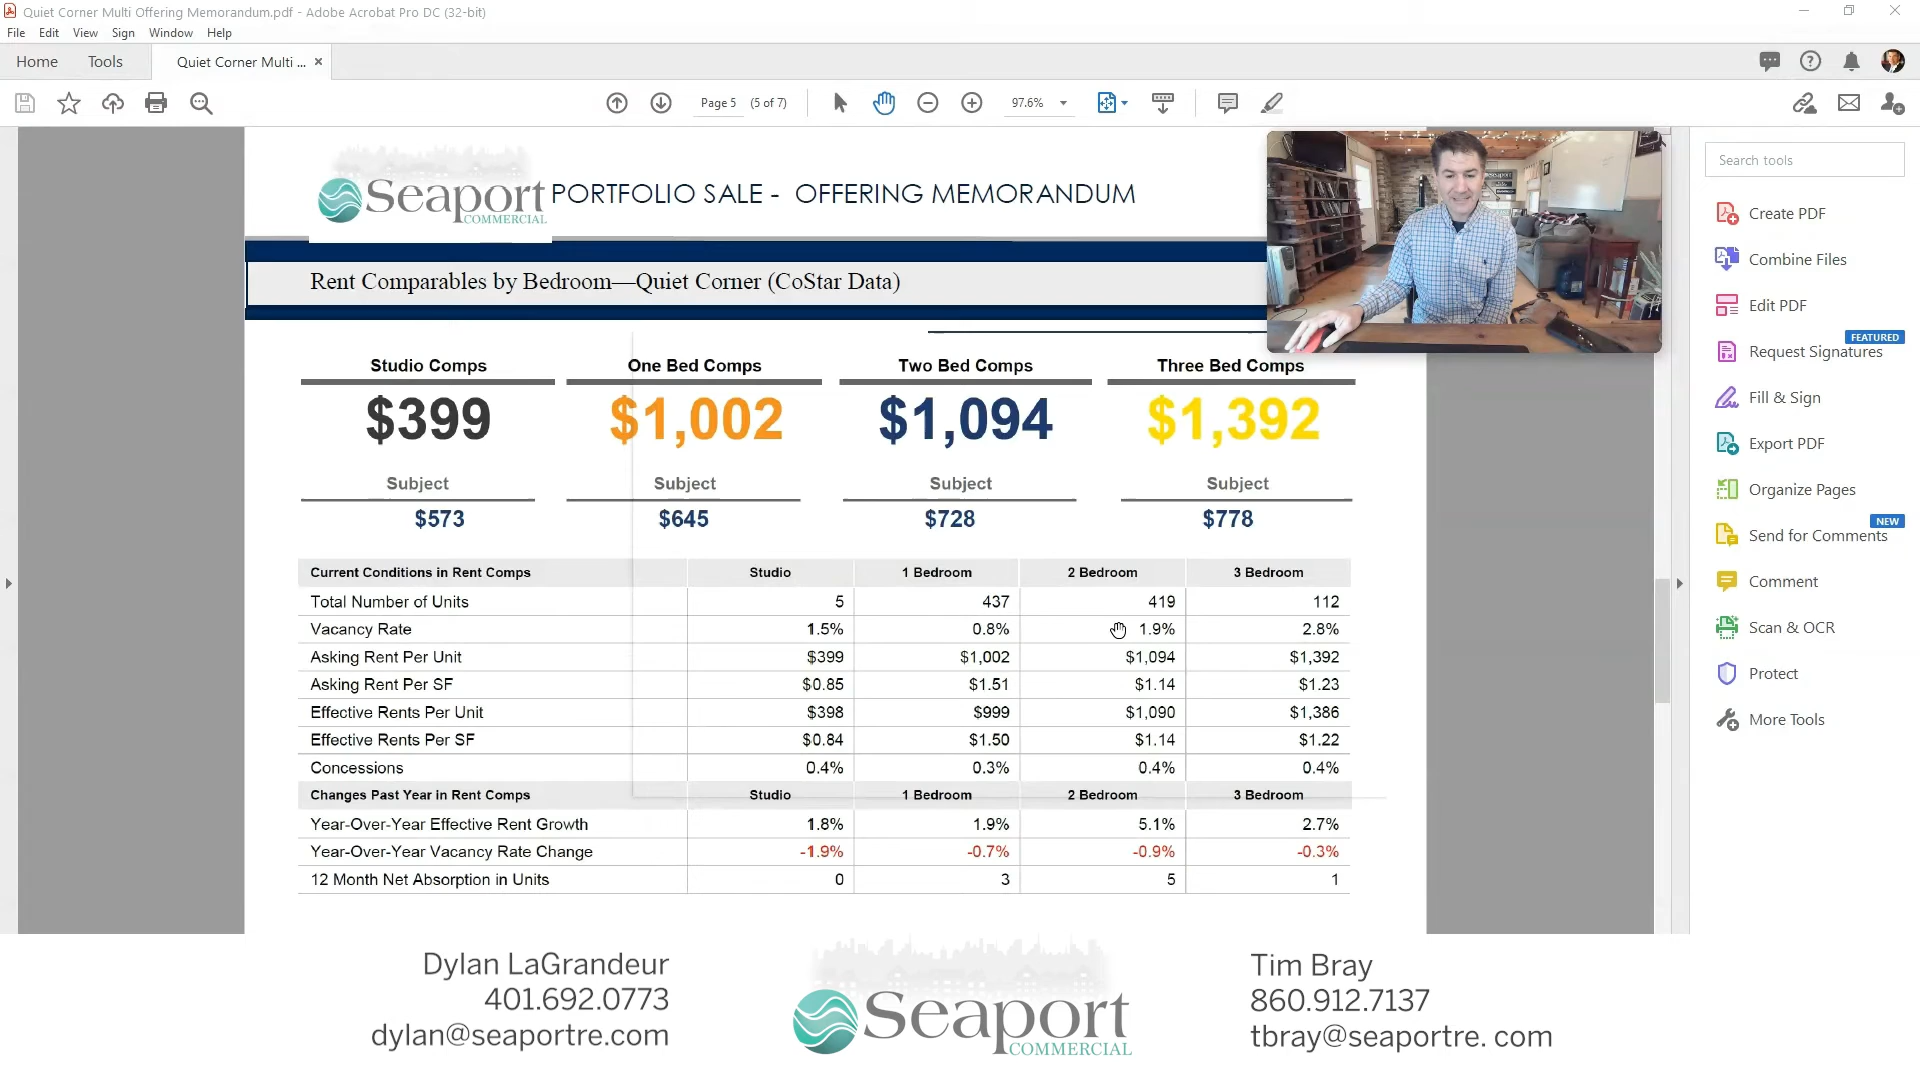 Quiet Corner Multi Offering Memorandum.pdf - Adobe Acrobat Pro DC (32-bit)
File Edit View Sign Window Help
Home Tools Quiet Corner Multi ... ×
Page 5 (5 of 7) 97.6%
Seaport COMMERCIAL PORTFOLIO SALE - OFFERING MEMORANDUM
Rent Comparables by Bedroom—Quiet Corner (CoStar Data)
Studio Comps One Bed Comps Two Bed Comps Three Bed Comps
$399 $1,002 $1,094 $1,392
Subject Subject Subject Subject
$573 $645 $728 $778
Current Conditions in Rent Comps Studio 1 Bedroom 2 Bedroom 3 Bedroom
Total Number of Units 5 437 419 112
Vacancy Rate 1.5% 0.8% 1.9% 2.8%
Asking Rent Per Unit $399 $1,002 $1,094 $1,392
Asking Rent Per SF $0.85 $1.51 $1.14 $1.23
Effective Rents Per Unit $398 $999 $1,090 $1,386
Effective Rents Per SF $0.84 $1.50 $1.14 $1.22
Concessions 0.4% 0.3% 0.4% 0.4%
Changes Past Year in Rent Comps Studio 1 Bedroom 2 Bedroom 3 Bedroom
Year-Over-Year Effective Rent Growth 1.8% 1.9% 5.1% 2.7%
Year-Over-Year Vacancy Rate Change -1.9% -0.7% -0.9% -0.3%
12 Month Net Absorption in Units 0 3 5 1
Search tools
Create PDF
Combine Files
Edit PDF
FEATURED
Request Signatures
Fill & Sign
Export PDF
Organize Pages
NEW
Send for Comments
Comment
Scan & OCR
Protect
More Tools
Dylan LaGrandeur
401.692.0773
dylan@seaportre.com
Seaport
COMMERCIAL
Tim Bray
860.912.7137
tbray@seaportre. com